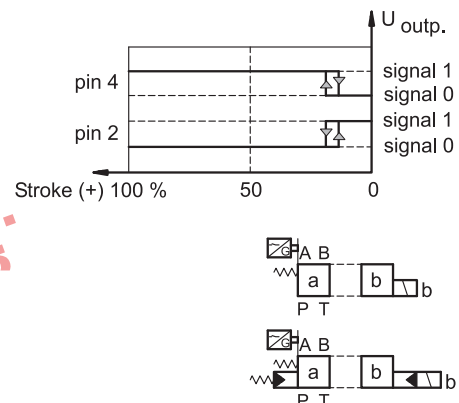 U outp.
pin 4
signal 1
signal 0
pin 2
signal 1
signal 0
Stroke (+) 100 % 50 0
G A B
a b b
P T
G A B
a b b
P T